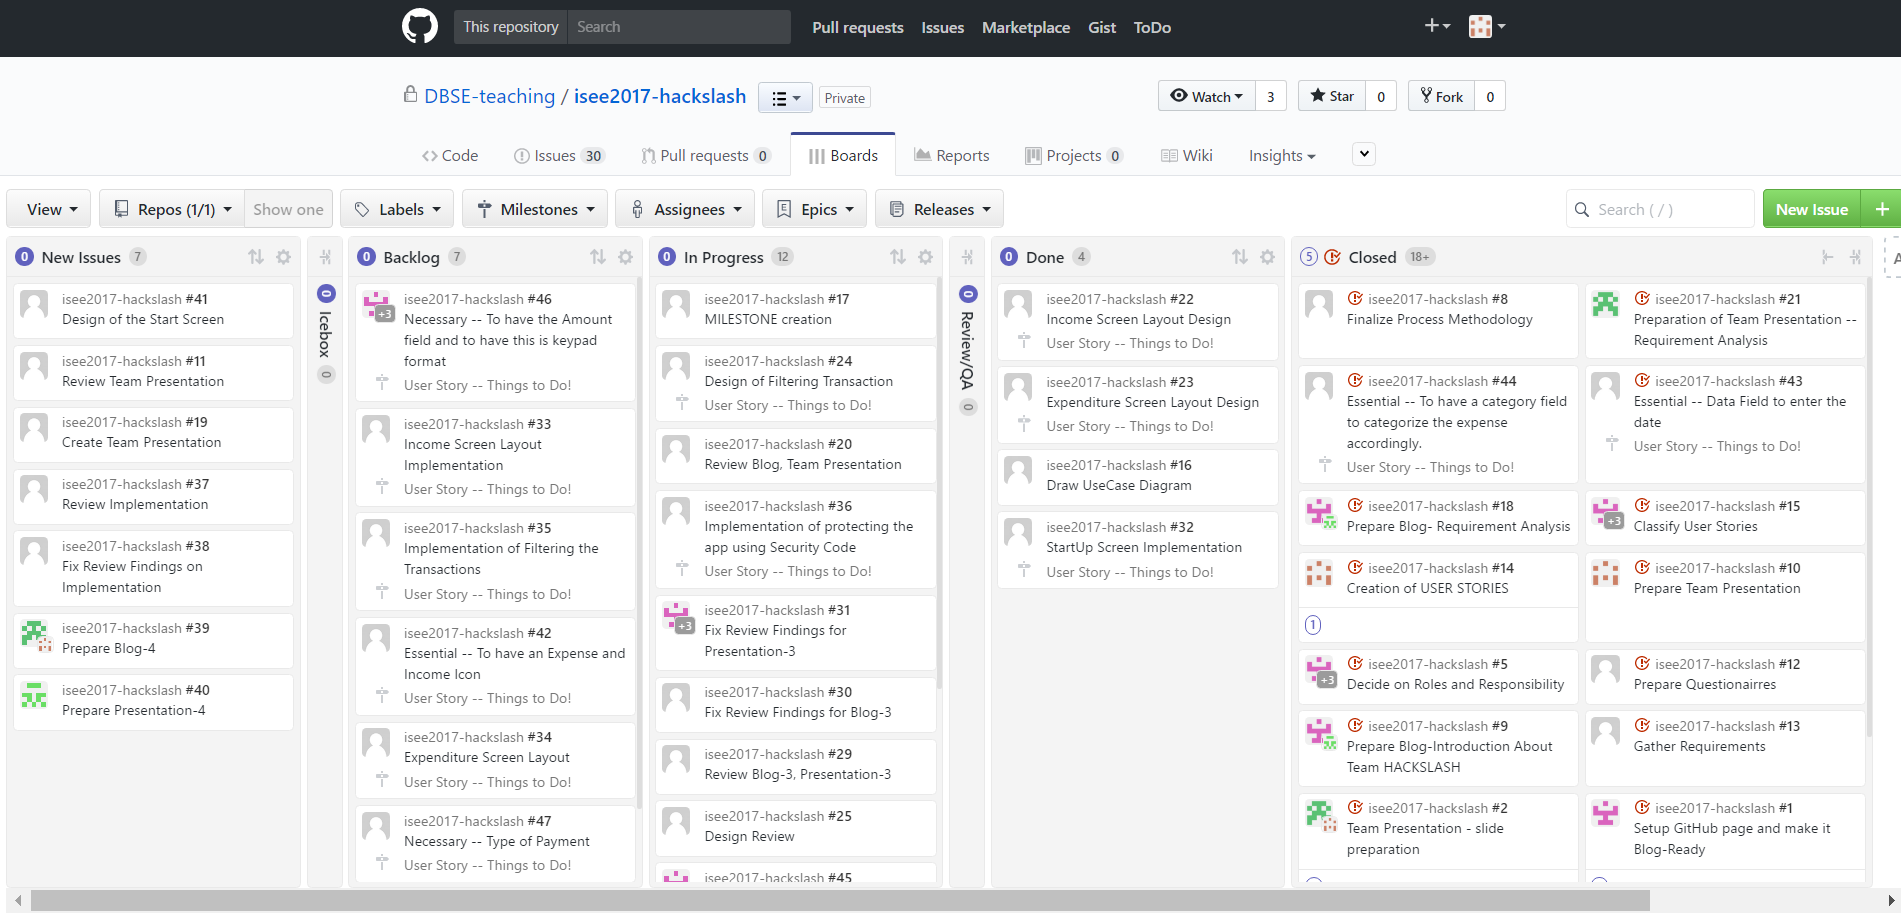 This repository Search Pull requests Issues Marketplace Gist ToDo
DBSE-teaching / isee2017-hackslash Private
Watch 3 Star 0 Fork 0
Code Issues 30 Pull requests 0 Boards Reports Projects 0 Wiki Insights
View Repos (1/1) Show one Labels Milestones Assignees Epics Releases Search ( / ) New Issue +
0 New Issues 7
isee2017-hackslash #41
Design of the Start Screen
isee2017-hackslash #11
Review Team Presentation
isee2017-hackslash #19
Create Team Presentation
isee2017-hackslash #37
Review Implementation
isee2017-hackslash #38
Fix Review Findings on
Implementation
isee2017-hackslash #39
Prepare Blog-4
isee2017-hackslash #40
Prepare Presentation-4
0 Icebox 0
0 Backlog 7
+3
isee2017-hackslash #46
Necessary -- To have the Amount
field and to have this is keypad
format
User Story -- Things to Do!
isee2017-hackslash #33
Income Screen Layout
Implementation
User Story -- Things to Do!
isee2017-hackslash #35
Implementation of Filtering the
Transactions
User Story -- Things to Do!
isee2017-hackslash #42
Essential -- To have an Expense and
Income Icon
User Story -- Things to Do!
isee2017-hackslash #34
Expenditure Screen Layout
User Story -- Things to Do!
isee2017-hackslash #47
Necessary -- Type of Payment
User Story -- Things to Do!
0 In Progress 12
isee2017-hackslash #17
MILESTONE creation
isee2017-hackslash #24
Design of Filtering Transaction
User Story -- Things to Do!
isee2017-hackslash #20
Review Blog, Team Presentation
isee2017-hackslash #36
Implementation of protecting the
app using Security Code
User Story -- Things to Do!
+3
isee2017-hackslash #31
Fix Review Findings for
Presentation-3
isee2017-hackslash #30
Fix Review Findings for Blog-3
isee2017-hackslash #29
Review Blog-3, Presentation-3
isee2017-hackslash #25
Design Review
isee2017-hackslash #45
0 Review/QA 0
0 Done 4
isee2017-hackslash #22
Income Screen Layout Design
User Story -- Things to Do!
isee2017-hackslash #23
Expenditure Screen Layout Design
User Story -- Things to Do!
isee2017-hackslash #16
Draw UseCase Diagram
isee2017-hackslash #32
StartUp Screen Implementation
User Story -- Things to Do!
5 Closed 18+
isee2017-hackslash #8
Finalize Process Methodology
isee2017-hackslash #21
Preparation of Team Presentation --
Requirement Analysis
isee2017-hackslash #44
Essential -- To have a category field
to categorize the expense
accordingly.
User Story -- Things to Do!
isee2017-hackslash #43
Essential -- Data Field to enter the
date
User Story -- Things to Do!
isee2017-hackslash #18
Prepare Blog- Requirement Analysis
+3
isee2017-hackslash #15
Classify User Stories
isee2017-hackslash #14
Creation of USER STORIES
1
isee2017-hackslash #10
Prepare Team Presentation
+3
isee2017-hackslash #5
Decide on Roles and Responsibility
isee2017-hackslash #12
Prepare Questionairres
isee2017-hackslash #9
Prepare Blog-Introduction About
Team HACKSLASH
isee2017-hackslash #13
Gather Requirements
isee2017-hackslash #2
Team Presentation - slide
preparation
isee2017-hackslash #1
Setup GitHub page and make it
Blog-Ready